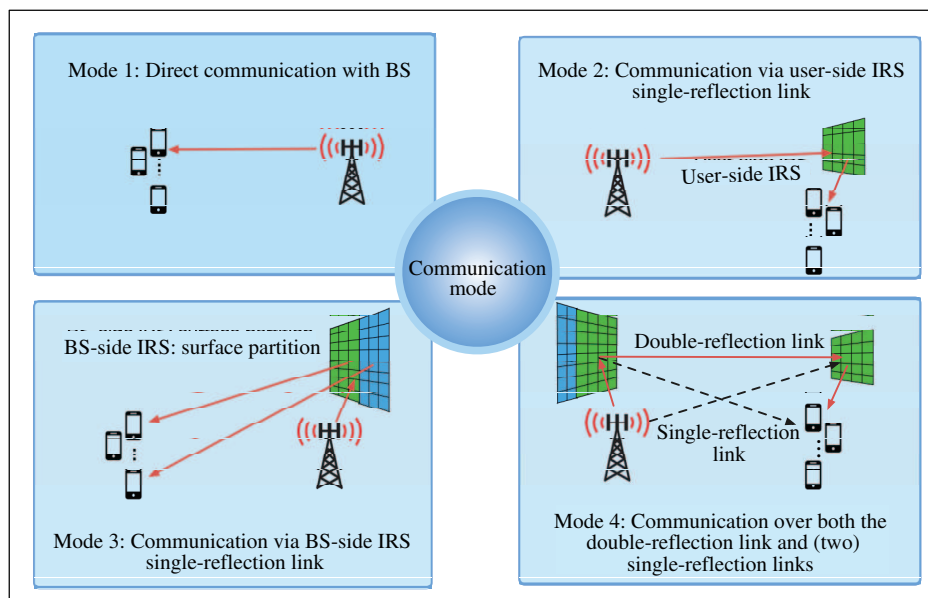 Mode 1: Direct communication with BS
Mode 2: Communication via user-side IRS
single-reflection link
User-side IRS
Communication
mode
BS-side IRS: surface partition
Mode 3: Communication via BS-side IRS
single-reflection link
Double-reflection link
Single-reflection
link
Mode 4: Communication over both the
double-reflection link and (two)
single-reflection links